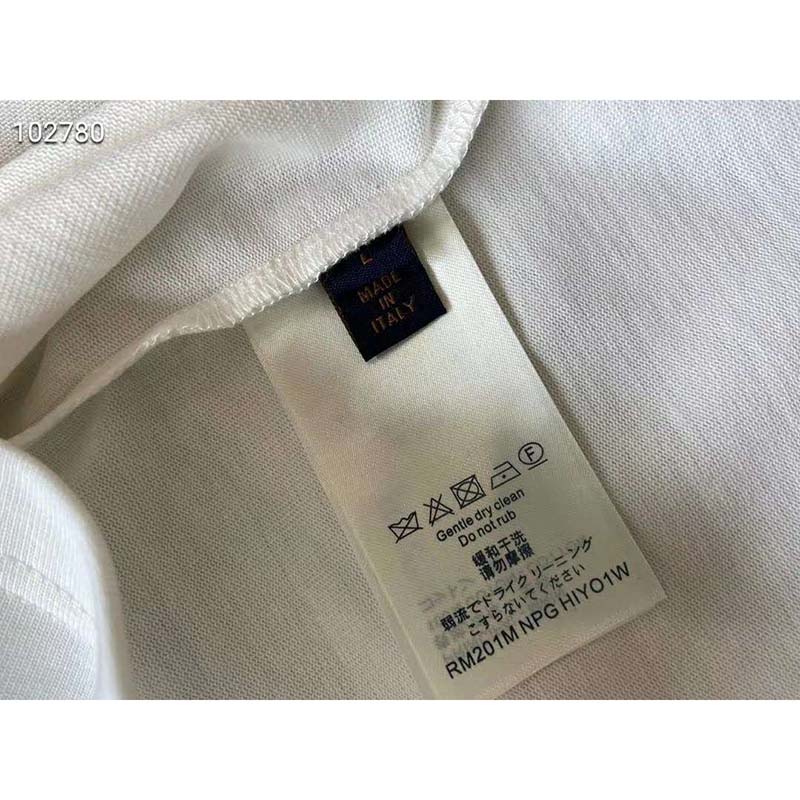 102780
L
MADE
IN
ITALY
F
Gentle dry clean
Do not rub
缓和干洗
请勿摩擦
弱流でドライクリーニング
こすらないてください
RM201M NPG HIYO1W